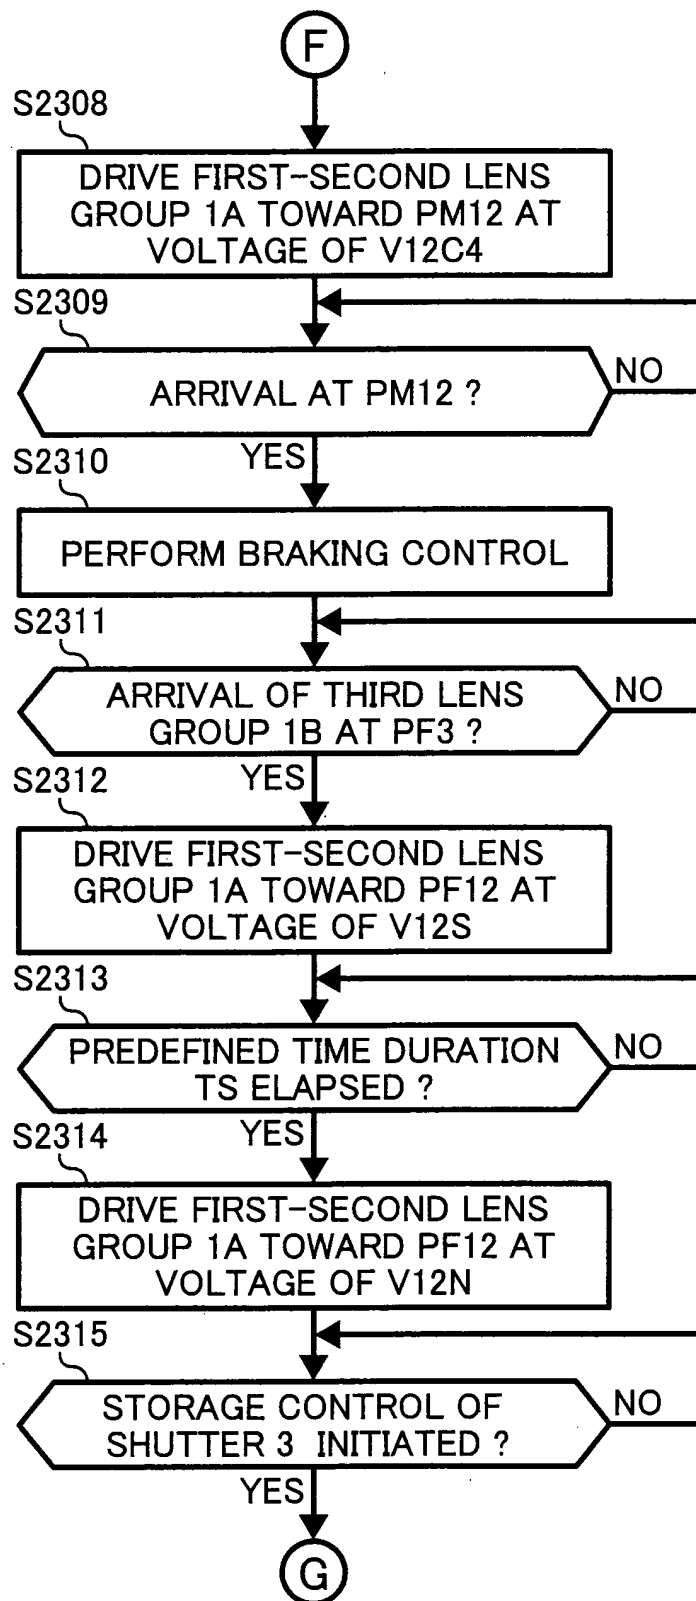 F
S2308
DRIVE FIRST-SECOND LENS
GROUP 1A TOWARD PM12 AT
VOLTAGE OF V12C4
S2309
ARRIVAL AT PM12 ?
NO
YES
S2310
PERFORM BRAKING CONTROL
S2311
ARRIVAL OF THIRD LENS
GROUP 1B AT PF3 ?
NO
YES
S2312
DRIVE FIRST-SECOND LENS
GROUP 1A TOWARD PF12 AT
VOLTAGE OF V12S
S2313
PREDEFINED TIME DURATION
TS ELAPSED ?
NO
YES
S2314
DRIVE FIRST-SECOND LENS
GROUP 1A TOWARD PF12 AT
VOLTAGE OF V12N
S2315
STORAGE CONTROL OF
SHUTTER 3 INITIATED ?
NO
YES
G